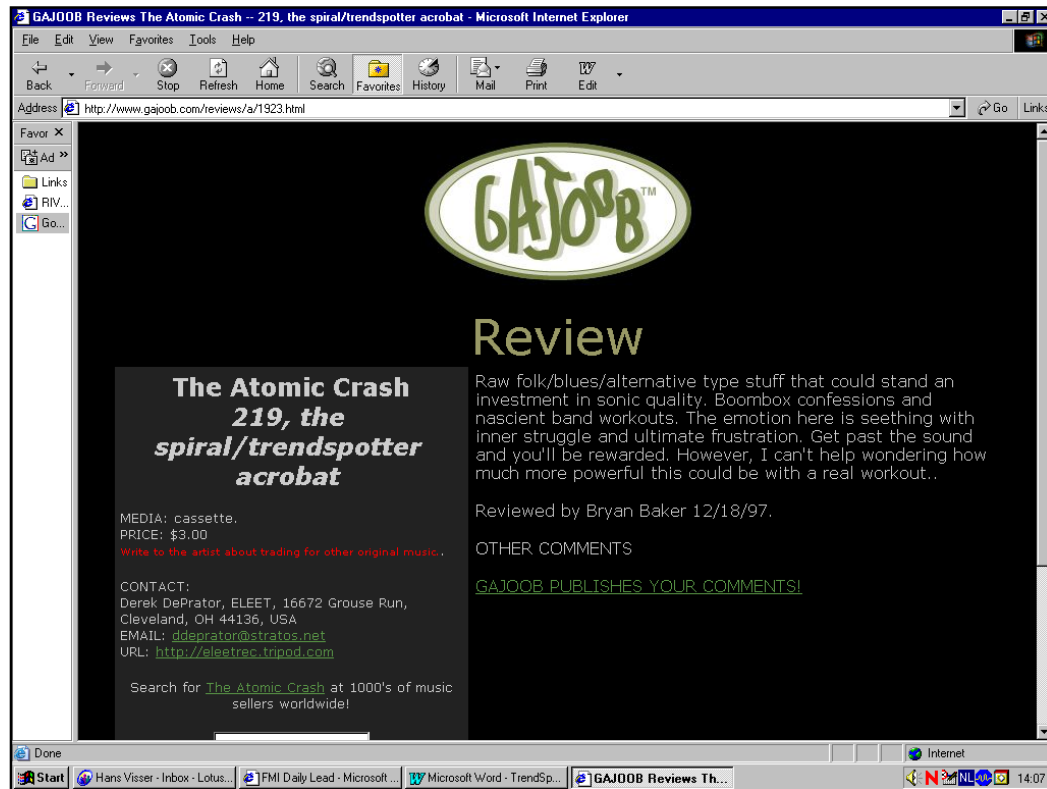 GAJOOB Reviews The Atomic Crash -- 219, the spiral/trendspotter acrobat - Microsoft Internet Explorer
File Edit View Favorites Tools Help
Back Forward Stop Refresh Home Search Favorites History Mail Print Edit
Address http://www.gajoob.com/reviews/a/1923.html Go Links
Favor
Ad »
Links
RIV...
Go...
GAJOOB™
Review
The Atomic Crash
219, the
spiral/trendspotter
acrobat
MEDIA: cassette.
PRICE: $3.00
Write to the artist about trading for other original music..
CONTACT:
Derek DePrator, ELEET, 16672 Grouse Run,
Cleveland, OH 44136, USA
EMAIL: ddeprator@stratos.net
URL: http://eleetrec.tripod.com
Search for The Atomic Crash at 1000's of music
sellers worldwide!
Raw folk/blues/alternative type stuff that could stand an
investment in sonic quality. Boombox confessions and
nascient band workouts. The emotion here is seething with
inner struggle and ultimate frustration. Get past the sound
and you'll be rewarded. However, I can't help wondering how
much more powerful this could be with a real workout..
Reviewed by Bryan Baker 12/18/97.
OTHER COMMENTS
GAJOOB PUBLISHES YOUR COMMENTS!
Done Internet
Start Hans Visser - Inbox - Lotus... FMI Daily Lead - Microsoft ... Microsoft Word - TrendSp... GAJOOB Reviews Th... N NL 14:07